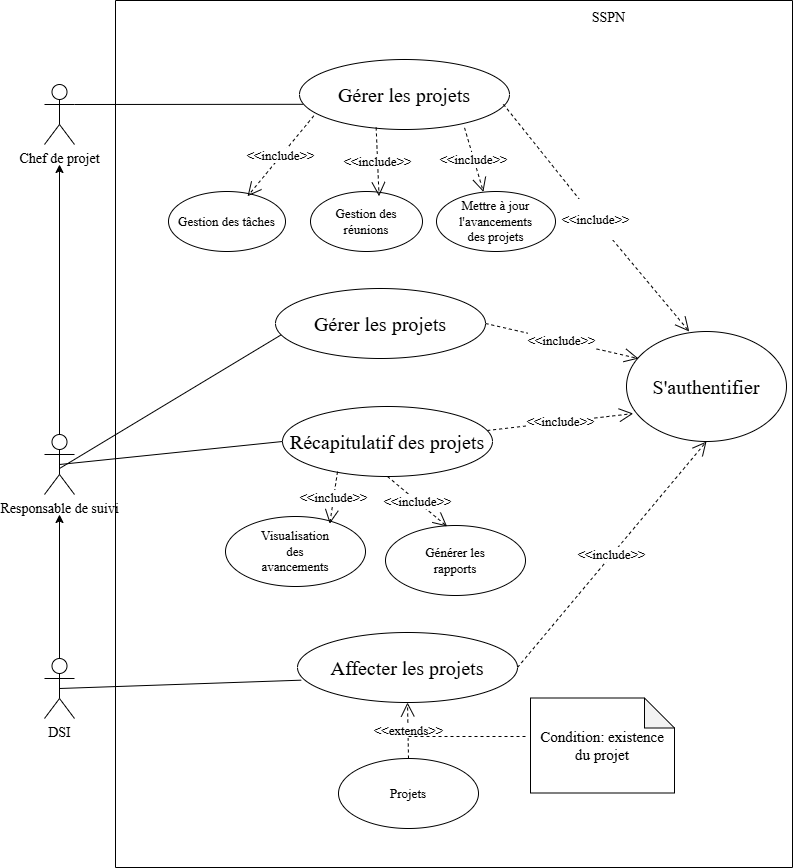 SSPN
Gérer les projets
Chef de projet
<<include>>
<<include>>
<<include>>
Gestion des tâches
Gestion des
réunions
Mettre à jour
l'avancements
des projets
<<include>>
Gérer les projets
<<include>>
S'authentifier
Récapitulatif des projets
<<include>>
Responsable de suivi
<<include>>
<<include>>
Visualisation
des
avancements
Générer les
rapports
<<include>>
Affecter les projets
DSI
<<extends>>
Condition: existence
du projet
Projets